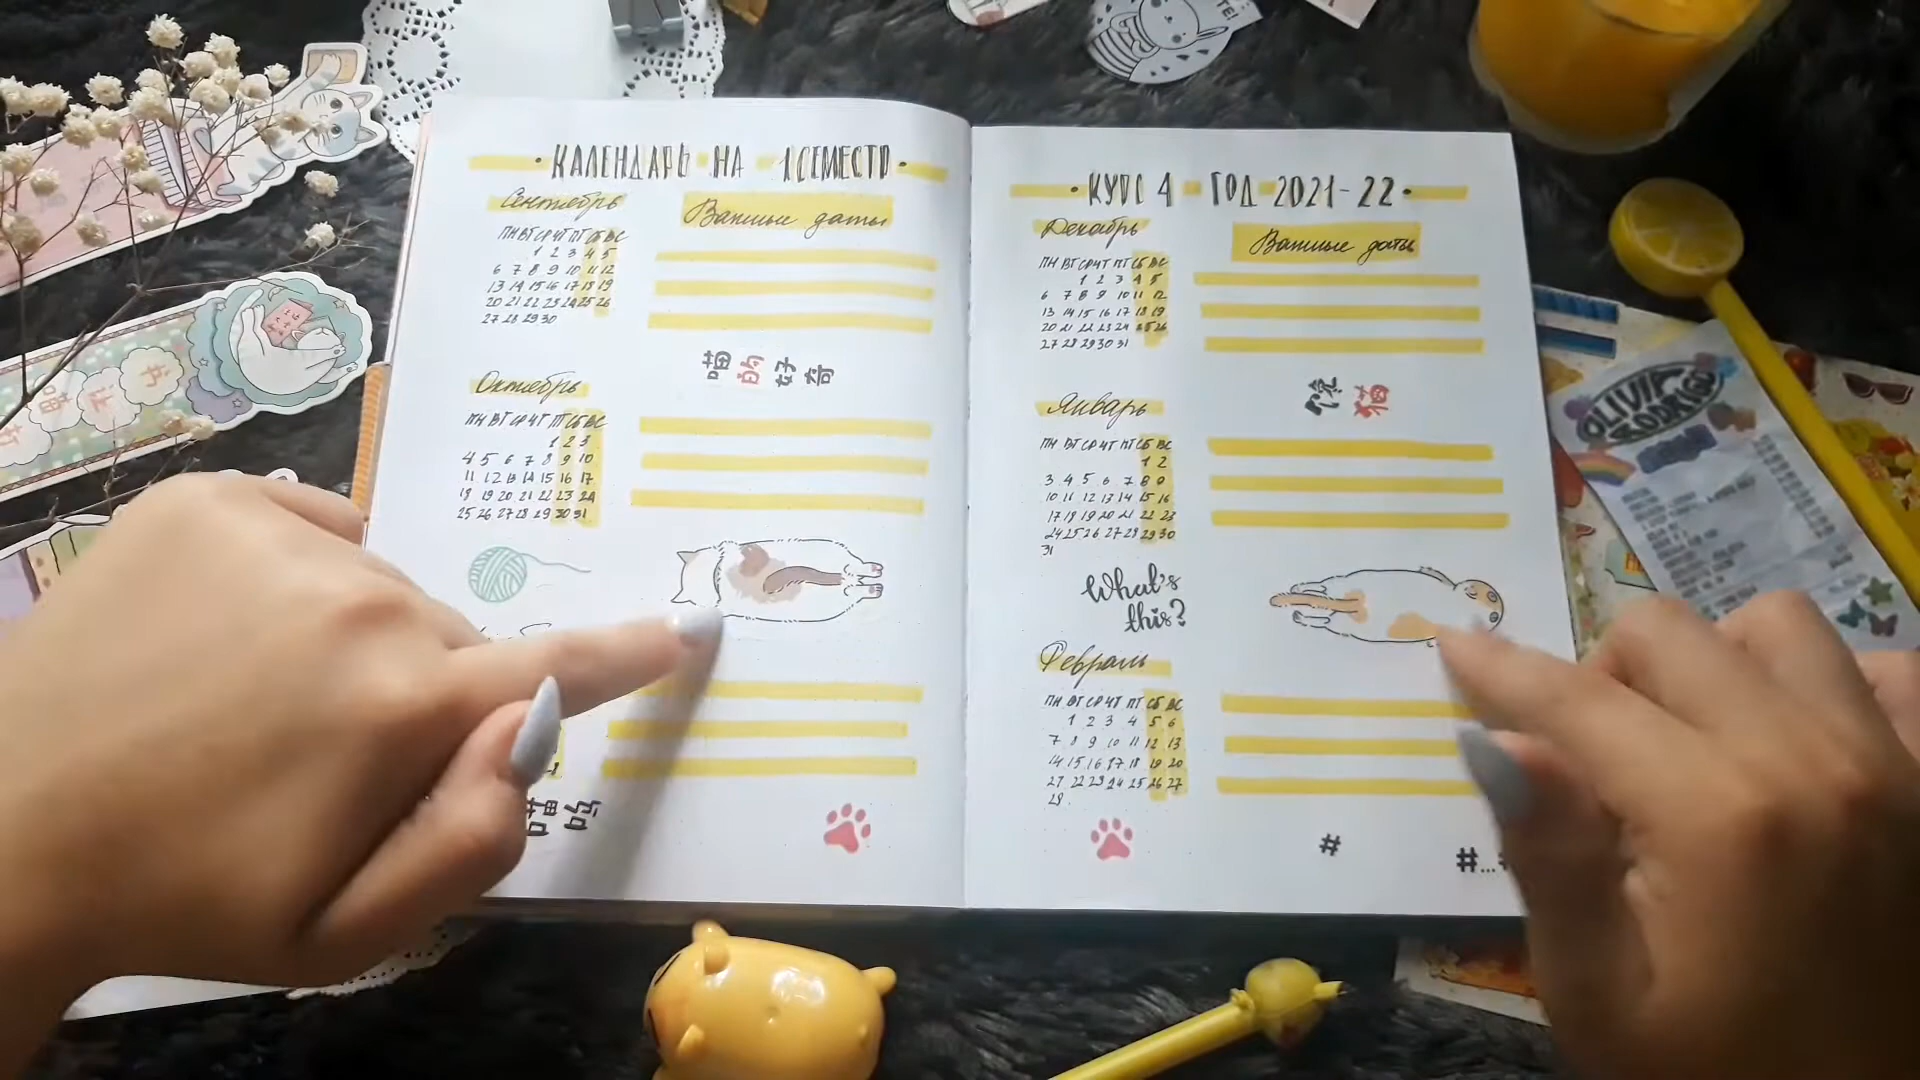 • КАЛЕНДАРЬ НА 1 СЕМЕСТР •
Сентябрь
Важные даты
ПН ВТ СР ЧТ ПТ СБ ВС
1 2 3 4 5
6 7 8 9 10 11 12
13 14 15 16 17 18 19
20 21 22 23 24 25 26
27 28 29 30
喵的好奇
Октябрь
ПН ВТ СР ЧТ ПТ СБ ВС
1 2 3
4 5 6 7 8 9 10
11 12 13 14 15 16 17
18 19 20 21 22 23 24
25 26 27 28 29 30 31
• КУРС 4 ГОД 2021-22 •
Декабрь
Важные даты
ПН ВТ СР ЧТ ПТ СБ ВС
1 2 3 4 5
6 7 8 9 10 11 12
13 14 15 16 17 18 19
20 21 22 23 24 25 26
27 28 29 30 31
馋猫
Январь
ПН ВТ СР ЧТ ПТ СБ ВС
1 2
3 4 5 6 7 8 9
10 11 12 13 14 15 16
17 18 19 20 21 22 23
24 25 26 27 28 29 30
31
What's
this?
Февраль
ПН ВТ СР ЧТ ПТ СБ ВС
1 2 3 4 5 6
7 8 9 10 11 12 13
14 15 16 17 18 19 20
21 22 23 24 25 26 27
28
#
#...#
OLIVIA
RODRIGO
SOUR